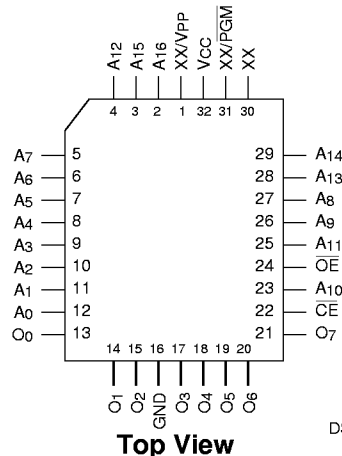 A12 A15 A16 XX/VPP VCC XX/PGM XX
4 3 2 1 32 31 30
A7 5 29 A14
A6 6 28 A13
A5 7 27 A8
A4 8 26 A9
A3 9 25 A11
A2 10 24 OE
A1 11 23 A10
A0 12 22 CE
O0 13 21 O7
14 15 16 17 18 19 20
O1 O2 GND O3 O4 O5 O6
Top View